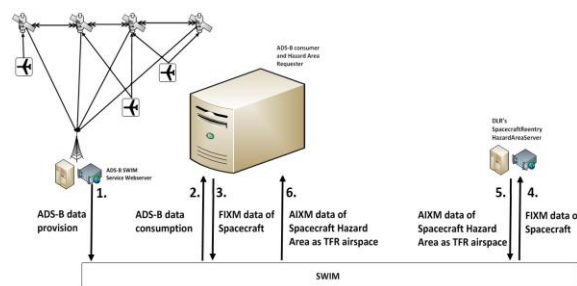 ADS-B consumer
and Hazard Area
Requester
DLR's
SpacecraftReentry
HazardAreaServer
ADS-B SWIM
Service Webserver
1.
ADS-B data
provision
2.
ADS-B data
consumption
3.
FIXM data of
Spacecraft
6.
AIXM data of
Spacecraft Hazard
Area as TFR airspace
5.
AIXM data of
Spacecraft Hazard
Area as TFR airspace
4.
FIXM data of
Spacecraft
SWIM